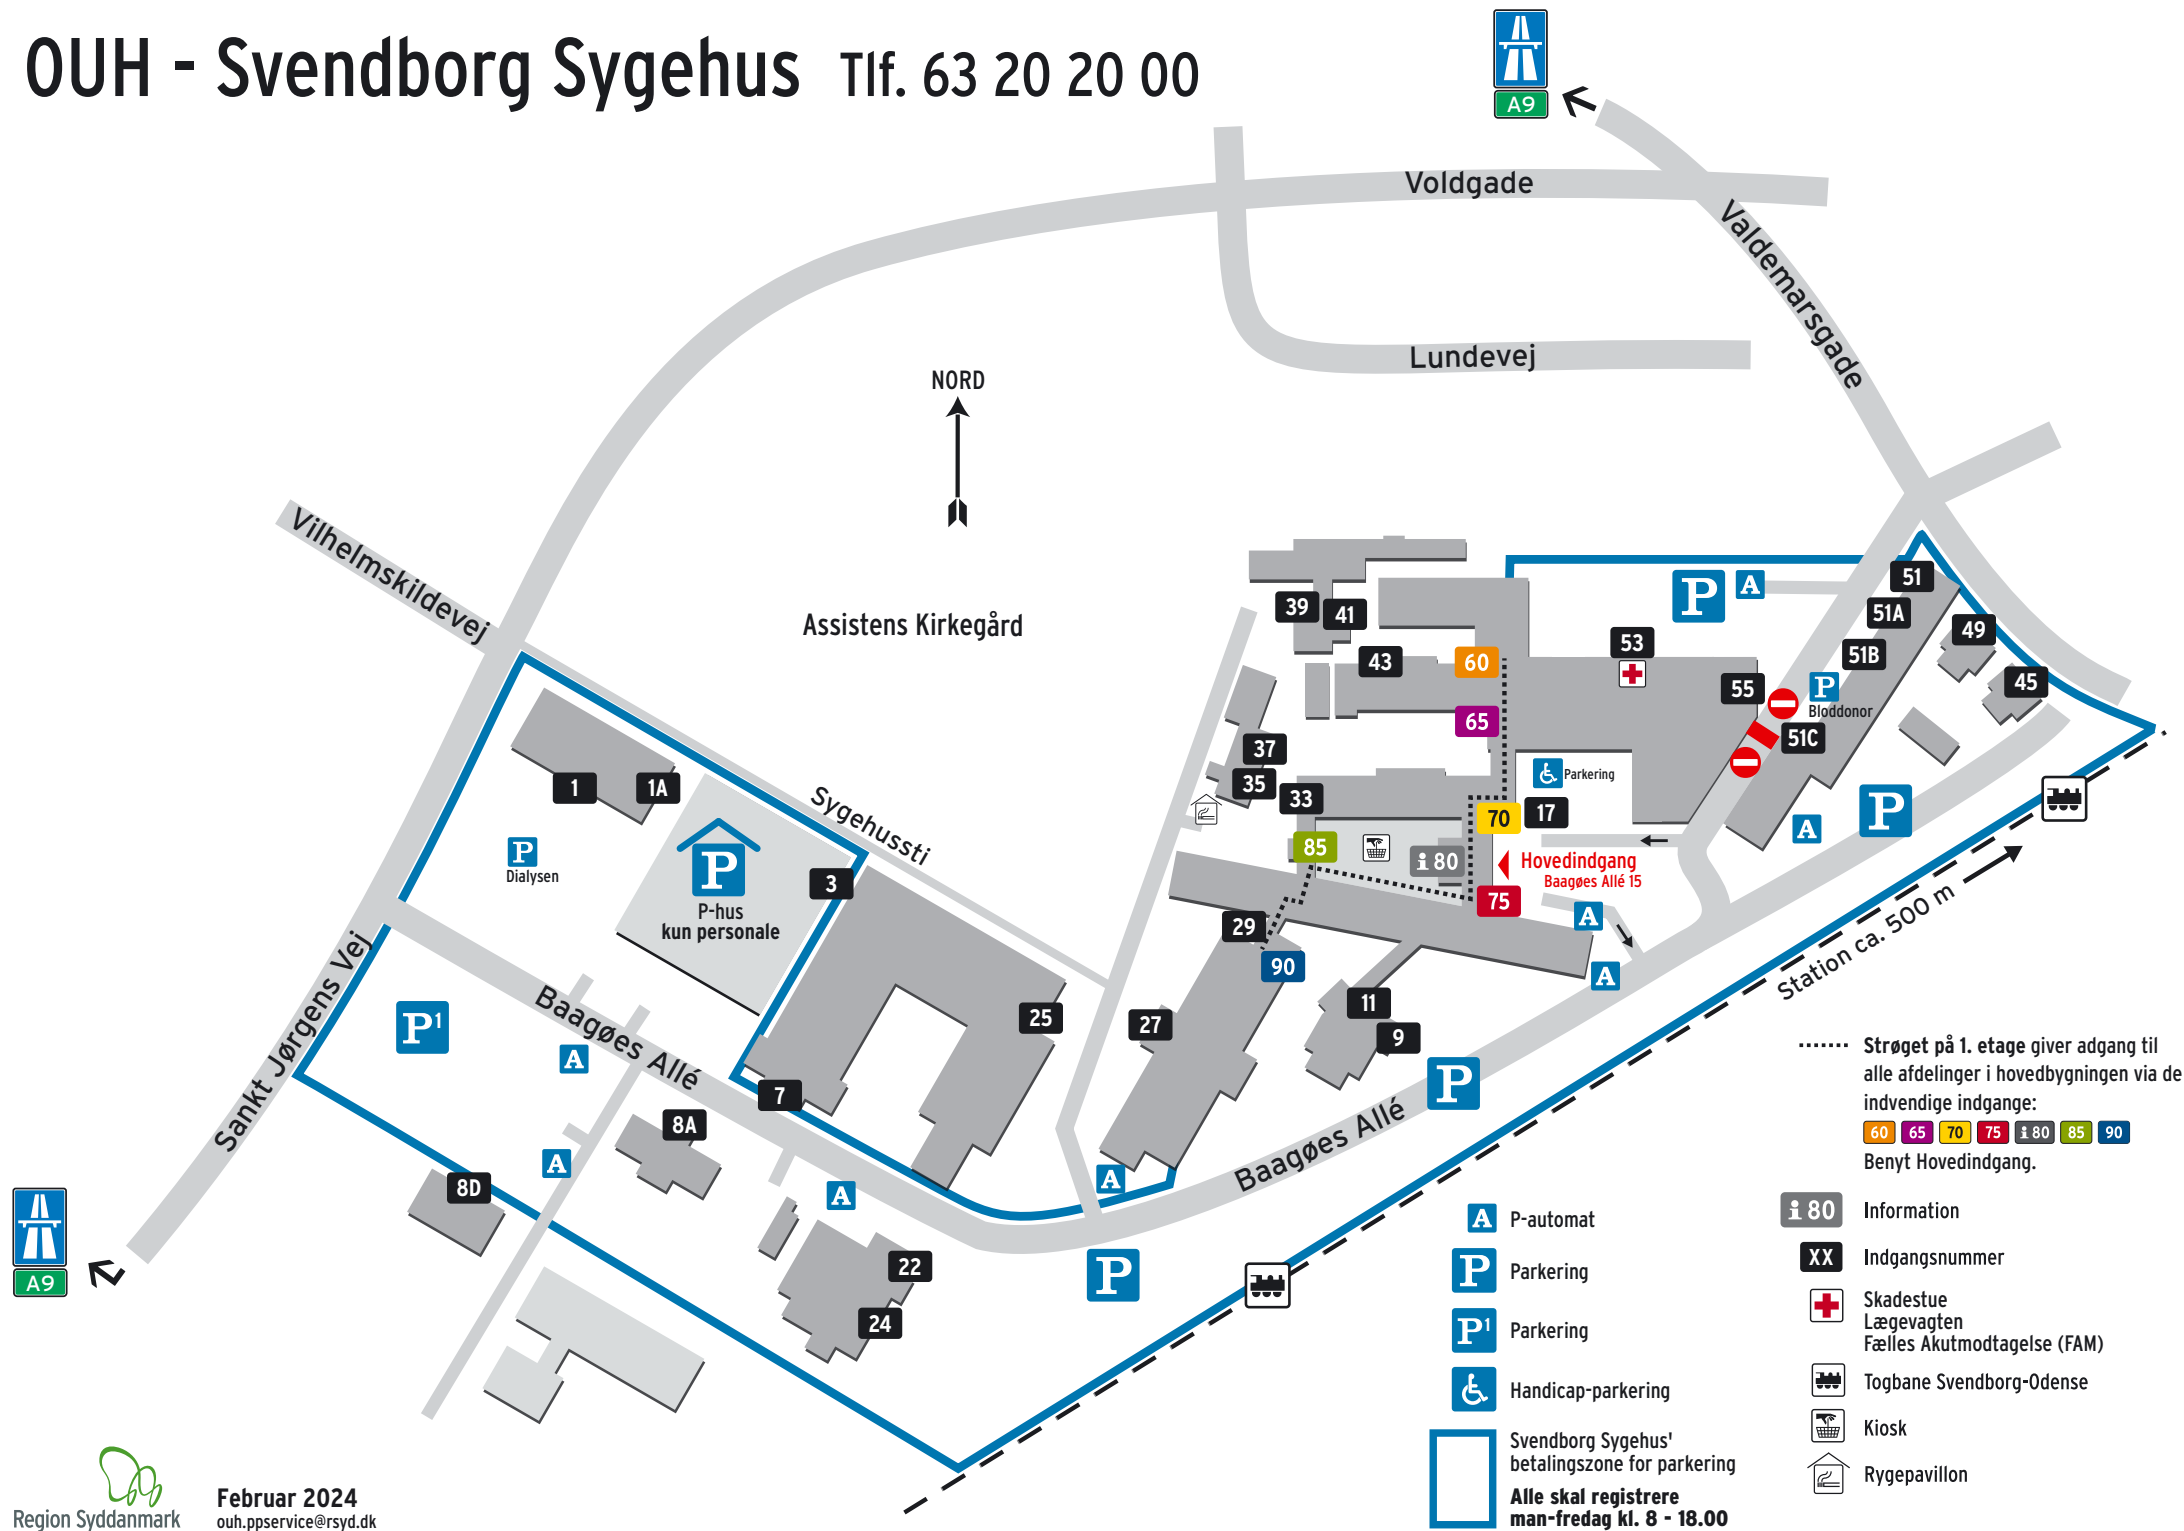 OUH - Svendborg Sygehus Tlf. 63 20 20 00
A9
Voldgade
Valdemarsgade
Lundevej
NORD
Vilhelmskildevej
Assistens Kirkegård
Sygehussti
Sankt Jørgens Vej
Baagøes Allé
Baagøes Allé
1
1A
P
Dialysen
P
P-hus
kun personale
3
P1
A
A
7
8A
8D
A
22
24
25
27
29
90
11
9
A
P
P
39
41
43
60
65
37
35
33
85
i 80
70
17
75
Parkering
Hovedindgang
Baagøes Allé 15
A
A
53
55
P
A
51
51A
51B
51C
P
Bloddonor
49
45
A
P
Station ca. 500 m
Strøget på 1. etage giver adgang til
alle afdelinger i hovedbygningen via de
indvendige indgange:
60 65 70 75 i 80 85 90
Benyt Hovedindgang.
A P-automat
P Parkering
P1 Parkering
Handicap-parkering
Svendborg Sygehus'
betalingszone for parkering
Alle skal registrere
man-fredag kl. 8 - 18.00
i 80 Information
XX Indgangsnummer
Skadestue
Lægevagten
Fælles Akutmodtagelse (FAM)
Togbane Svendborg-Odense
Kiosk
Rygepavillon
A9
Region Syddanmark
Februar 2024
ouh.ppservice@rsyd.dk